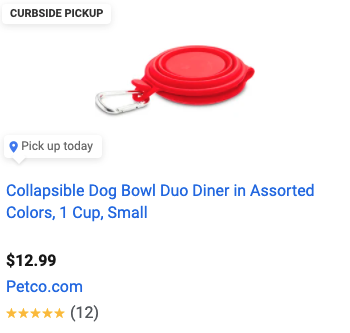 CURBSIDE PICKUP
Pick up today
Collapsible Dog Bowl Duo Diner in Assorted
Colors, 1 Cup, Small
$12.99
Petco.com
(12)